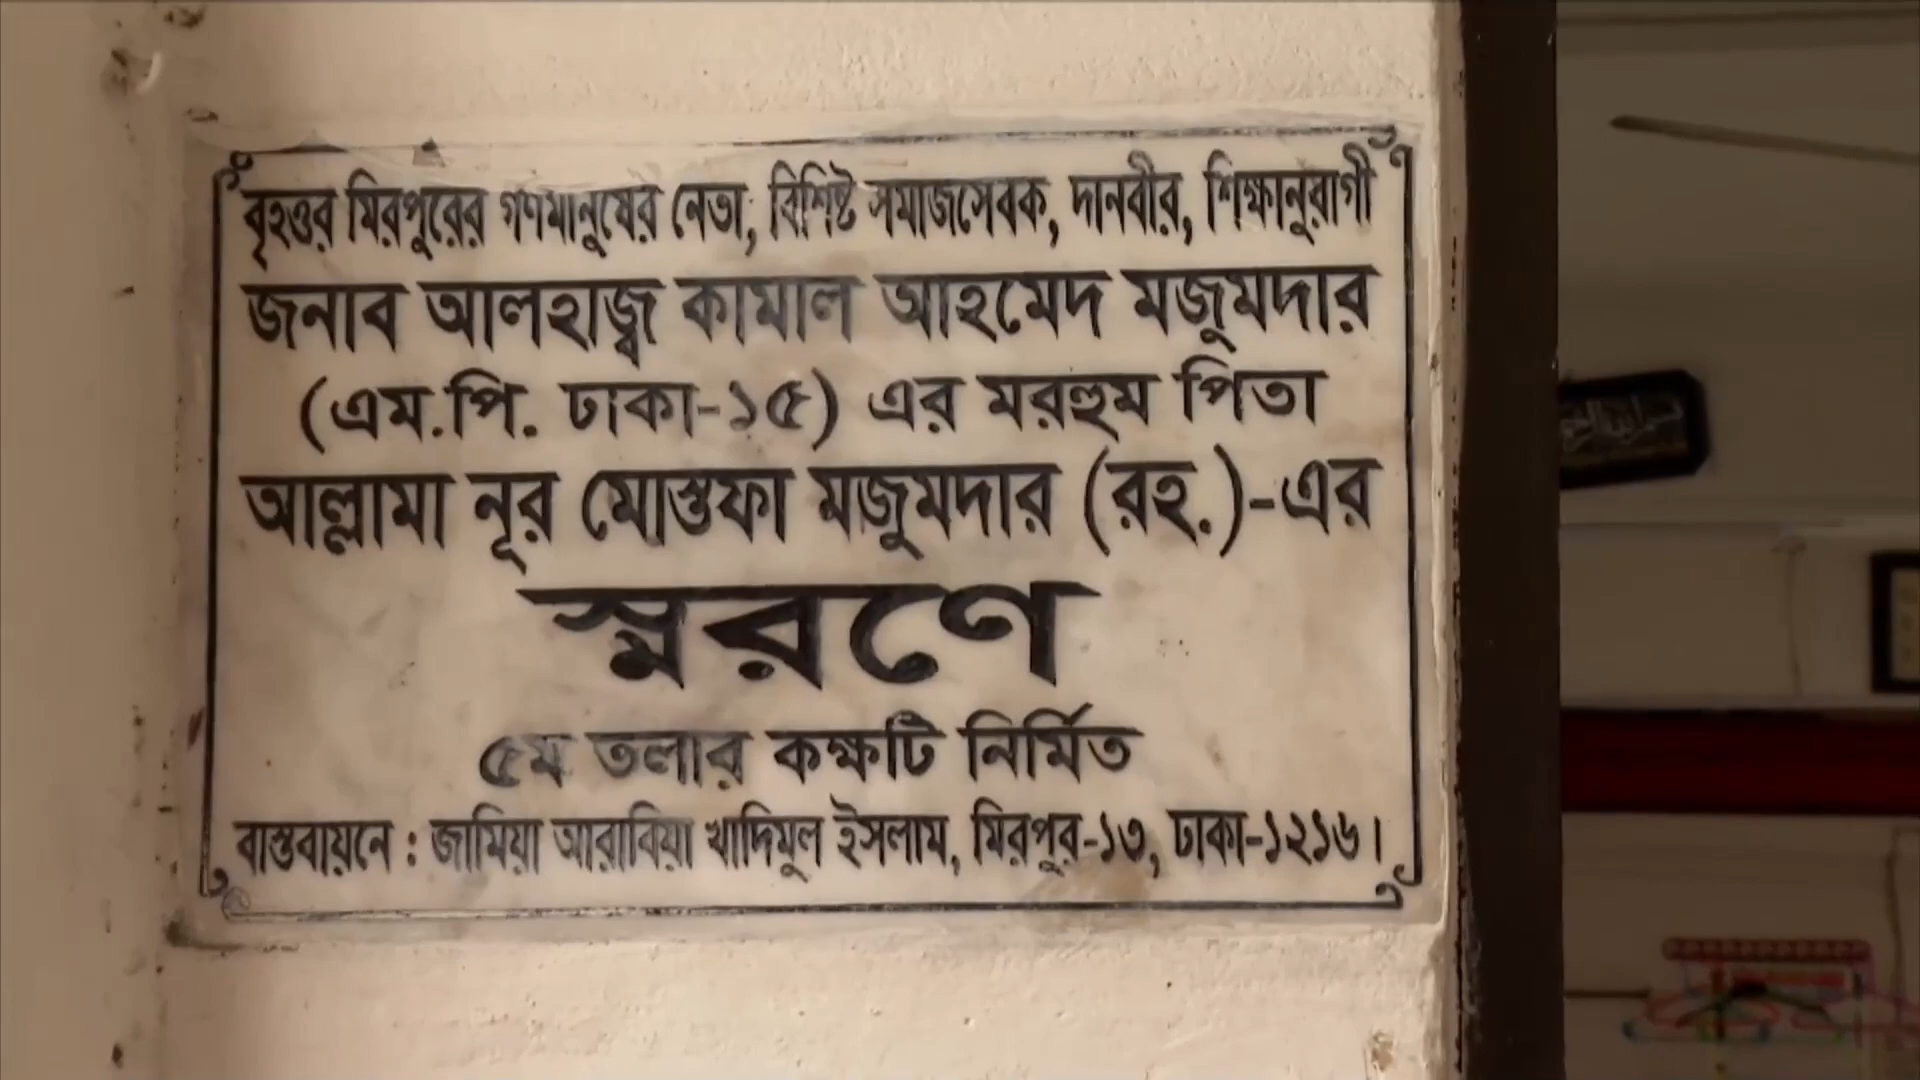 বৃহত্তর মিরপুরের গণমানুষের নেতা, বিশিষ্ট সমাজসেবক, দানবীর, শিক্ষানুরাগী
জনাব আলহাজ্ব কামাল আহমেদ মজুমদার
(এম.পি. ঢাকা-১৫) এর মরহুম পিতা
আল্লামা নূর মোস্তফা মজুমদার (রহ.)-এর
স্মরণে
৫ম তলার কক্ষটি নির্মিত
বাস্তবায়নে : জামিয়া আরাবিয়া খাদিমুল ইসলাম, মিরপুর-১৩, ঢাকা-১২১৬।